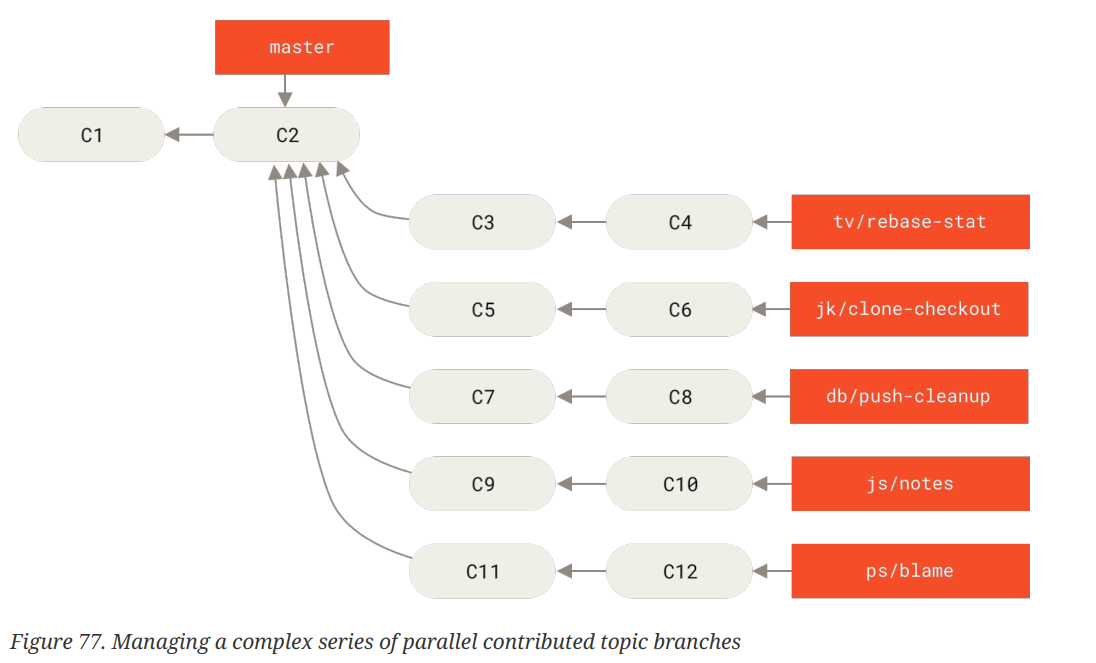 master
C1
C2
C3
C4
tv/rebase-stat
C5
C6
jk/clone-checkout
C7
C8
db/push-cleanup
C9
C10
js/notes
C11
C12
ps/blame
Figure 77. Managing a complex series of parallel contributed topic branches